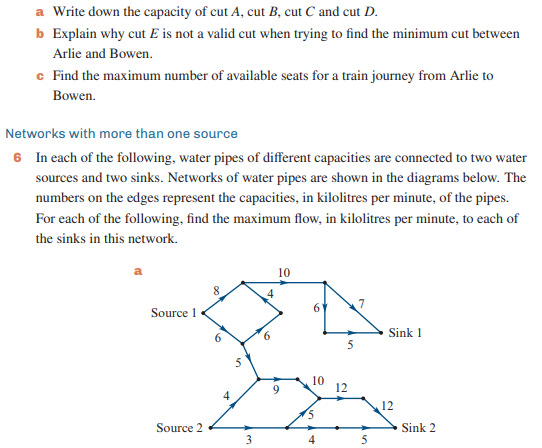 a Write down the capacity of cut A, cut B, cut C and cut D.
b Explain why cut E is not a valid cut when trying to find the minimum cut between
Arlie and Bowen.
c Find the maximum number of available seats for a train journey from Arlie to
Bowen.
Networks with more than one source
6 In each of the following, water pipes of different capacities are connected to two water
sources and two sinks. Networks of water pipes are shown in the diagrams below. The
numbers on the edges represent the capacities, in kilolitres per minute, of the pipes.
For each of the following, find the maximum flow, in kilolitres per minute, to each of
the sinks in this network.
a
10
8
4
Source 1
6
7
6
6
Sink 1
5
5
9
10
12
4
5
12
Source 2
Sink 2
3
4
5